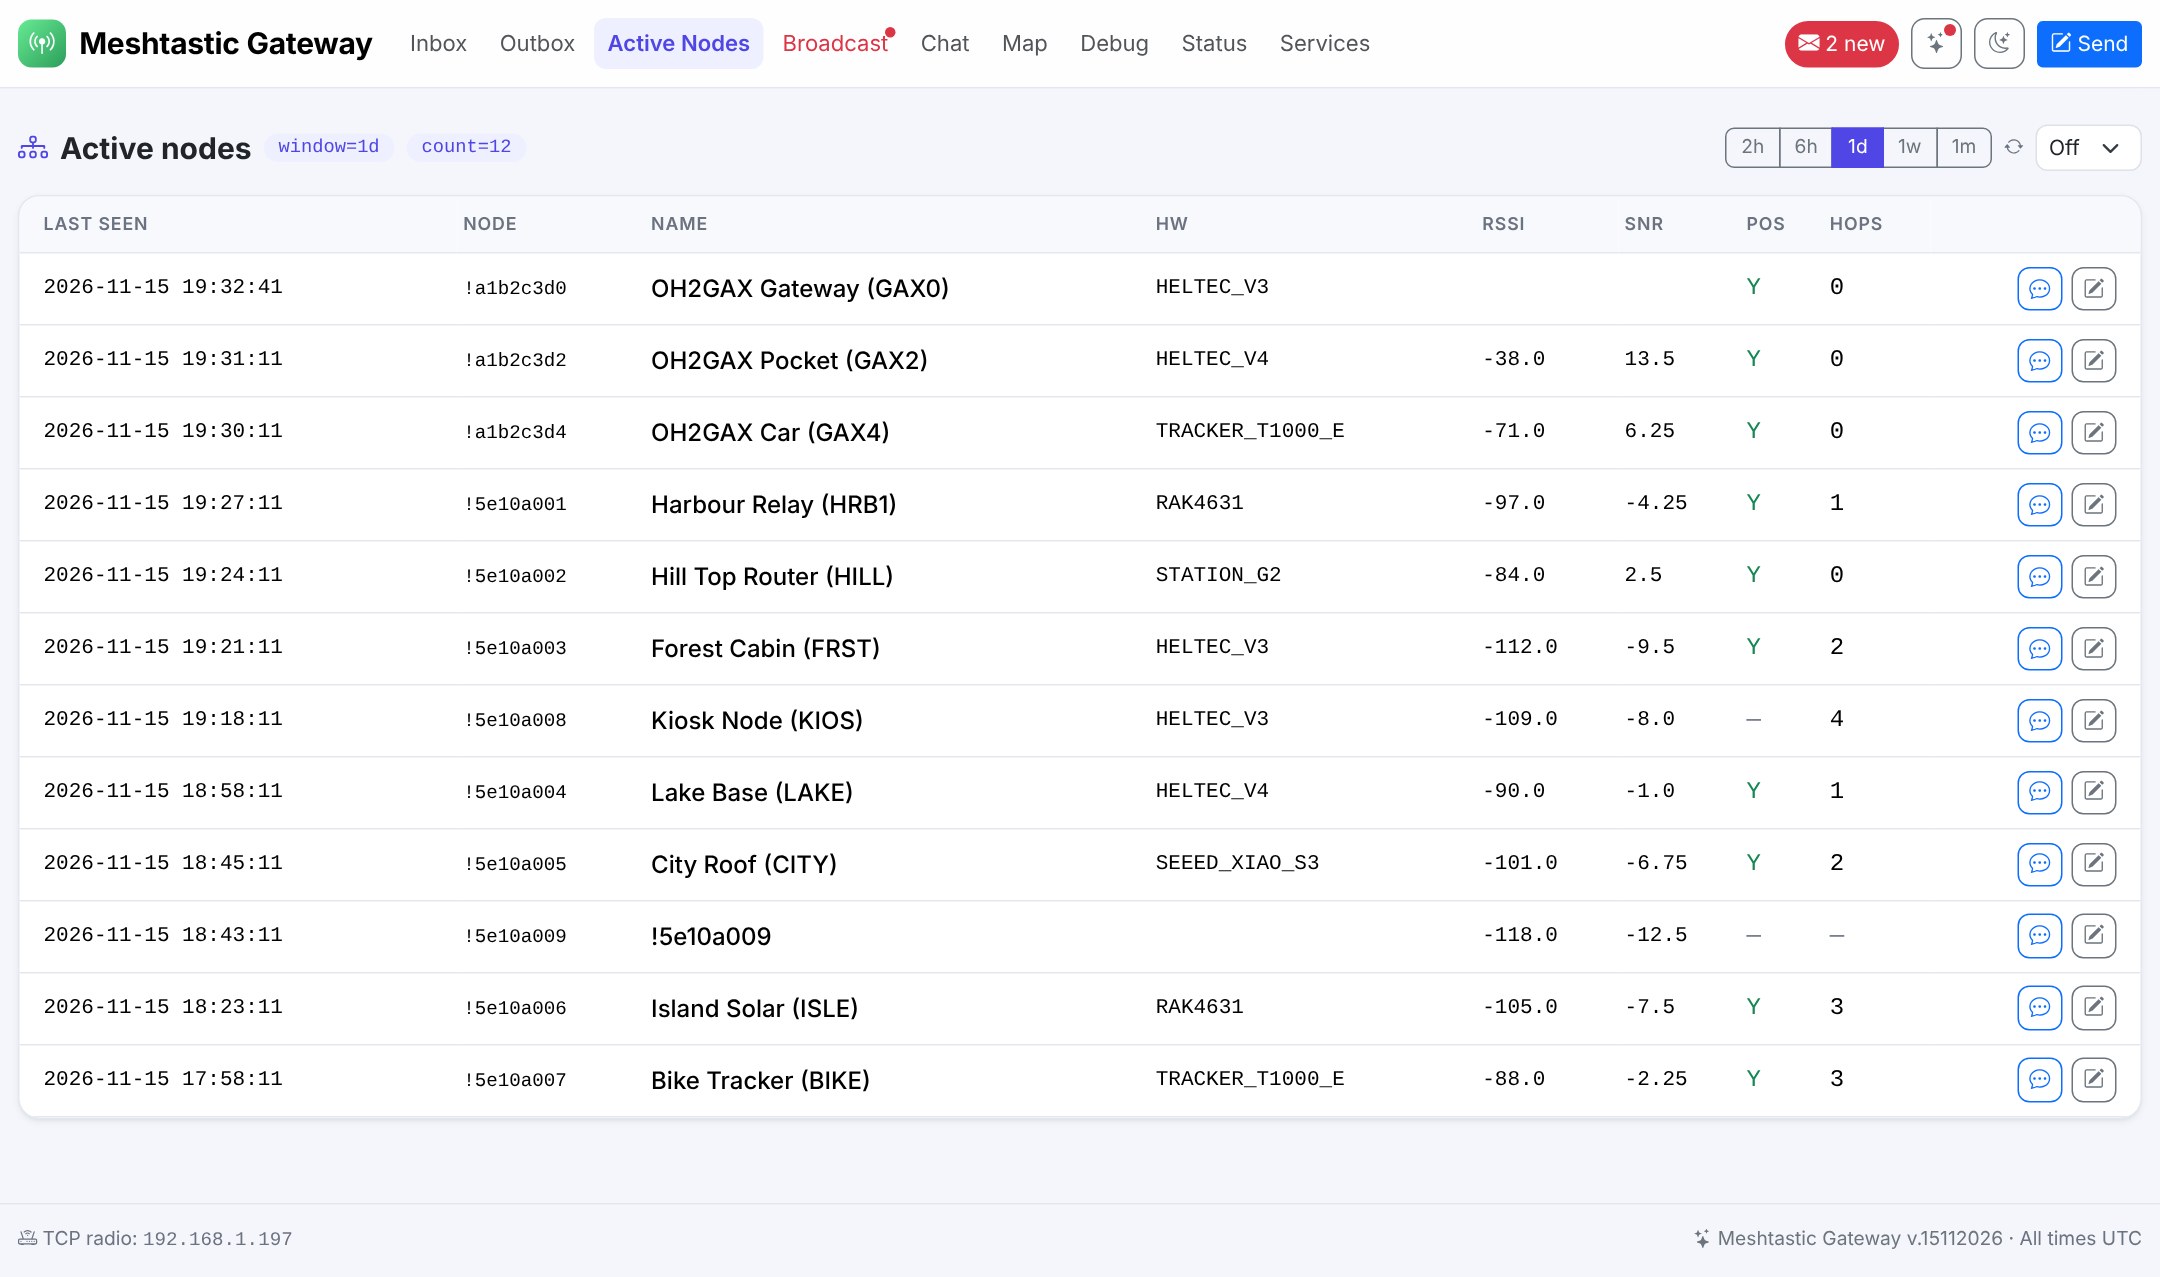 Meshtastic Gateway Inbox Outbox Active Nodes Broadcast Chat Map Debug Status Services 2 new Send
Active nodes window=1d count=12 2h 6h 1d 1w 1m Off
LAST SEEN NODE NAME HW RSSI SNR POS HOPS
2026-11-15 19:32:41 !a1b2c3d0 OH2GAX Gateway (GAX0) HELTEC_V3 Y 0
2026-11-15 19:31:11 !a1b2c3d2 OH2GAX Pocket (GAX2) HELTEC_V4 -38.0 13.5 Y 0
2026-11-15 19:30:11 !a1b2c3d4 OH2GAX Car (GAX4) TRACKER_T1000_E -71.0 6.25 Y 0
2026-11-15 19:27:11 !5e10a001 Harbour Relay (HRB1) RAK4631 -97.0 -4.25 Y 1
2026-11-15 19:24:11 !5e10a002 Hill Top Router (HILL) STATION_G2 -84.0 2.5 Y 0
2026-11-15 19:21:11 !5e10a003 Forest Cabin (FRST) HELTEC_V3 -112.0 -9.5 Y 2
2026-11-15 19:18:11 !5e10a008 Kiosk Node (KIOS) HELTEC_V3 -109.0 -8.0 — 4
2026-11-15 18:58:11 !5e10a004 Lake Base (LAKE) HELTEC_V4 -90.0 -1.0 Y 1
2026-11-15 18:45:11 !5e10a005 City Roof (CITY) SEEED_XIAO_S3 -101.0 -6.75 Y 2
2026-11-15 18:43:11 !5e10a009 !5e10a009 -118.0 -12.5 — —
2026-11-15 18:23:11 !5e10a006 Island Solar (ISLE) RAK4631 -105.0 -7.5 Y 3
2026-11-15 17:58:11 !5e10a007 Bike Tracker (BIKE) TRACKER_T1000_E -88.0 -2.25 Y 3
TCP radio: 192.168.1.197 Meshtastic Gateway v.15112026 · All times UTC